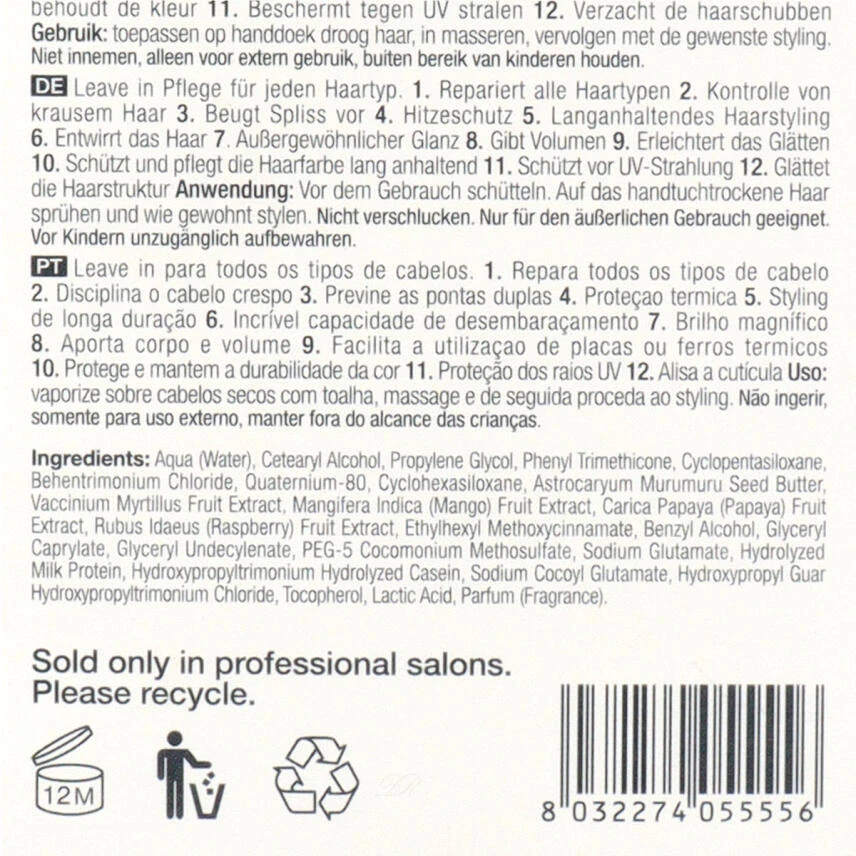 behoudt de kleur 11. Beschermt tegen UV stralen 12. Verzacht de haarschubben
Gebruik: toepassen op handdoek droog haar, in masseren, vervolgen met de gewenste styling.
Niet innemen, alleen voor extern gebruik, buiten bereik van kinderen houden.
DE Leave in Pflege für jeden Haartyp. 1. Repariert alle Haartypen 2. Kontrolle von
krausem Haar 3. Beugt Spliss vor 4. Hitzeschutz 5. Langanhaltendes Haarstyling
6. Entwirrt das Haar 7. Außergewöhnlicher Glanz 8. Gibt Volumen 9. Erleichtert das Glätten
10. Schützt und pflegt die Haarfarbe lang anhaltend 11. Schützt vor UV-Strahlung 12. Glättet
die Haarstruktur Anwendung: Vor dem Gebrauch schütteln. Auf das handtuchtrockene Haar
sprühen und wie gewohnt stylen. Nicht verschlucken. Nur für den äußerlichen Gebrauch geeignet.
Vor Kindern unzugänglich aufbewahren.
PT Leave in para todos os tipos de cabelos. 1. Repara todos os tipos de cabelo
2. Disciplina o cabelo crespo 3. Previne as pontas duplas 4. Proteçao termica 5. Styling
de longa duração 6. Incrível capacidade de desembaraçamento 7. Brilho magnífico
8. Aporta corpo e volume 9. Facilita a utilizaçao de placas ou ferros termicos
10. Protege e mantem a durabilidade da cor 11. Proteção dos raios UV 12. Alisa a cutícula Uso:
vaporize sobre cabelos secos com toalha, massage e de seguida proceda ao styling. Não ingerir,
somente para uso externo, manter fora do alcance das crianças.
Ingredients: Aqua (Water), Cetearyl Alcohol, Propylene Glycol, Phenyl Trimethicone, Cyclopentasiloxane,
Behentrimonium Chloride, Quaternium-80, Cyclohexasiloxane, Astrocaryum Murumuru Seed Butter,
Vaccinium Myrtillus Fruit Extract, Mangifera Indica (Mango) Fruit Extract, Carica Papaya (Papaya) Fruit
Extract, Rubus Idaeus (Raspberry) Fruit Extract, Ethylhexyl Methoxycinnamate, Benzyl Alcohol, Glyceryl
Caprylate, Glyceryl Undecylenate, PEG-5 Cocomonium Methosulfate, Sodium Glutamate, Hydrolyzed
Milk Protein, Hydroxypropyltrimonium Hydrolyzed Casein, Sodium Cocoyl Glutamate, Hydroxypropyl Guar
Hydroxypropyltrimonium Chloride, Tocopherol, Lactic Acid, Parfum (Fragrance).
Sold only in professional salons.
Please recycle.
12M
8 032274 055556